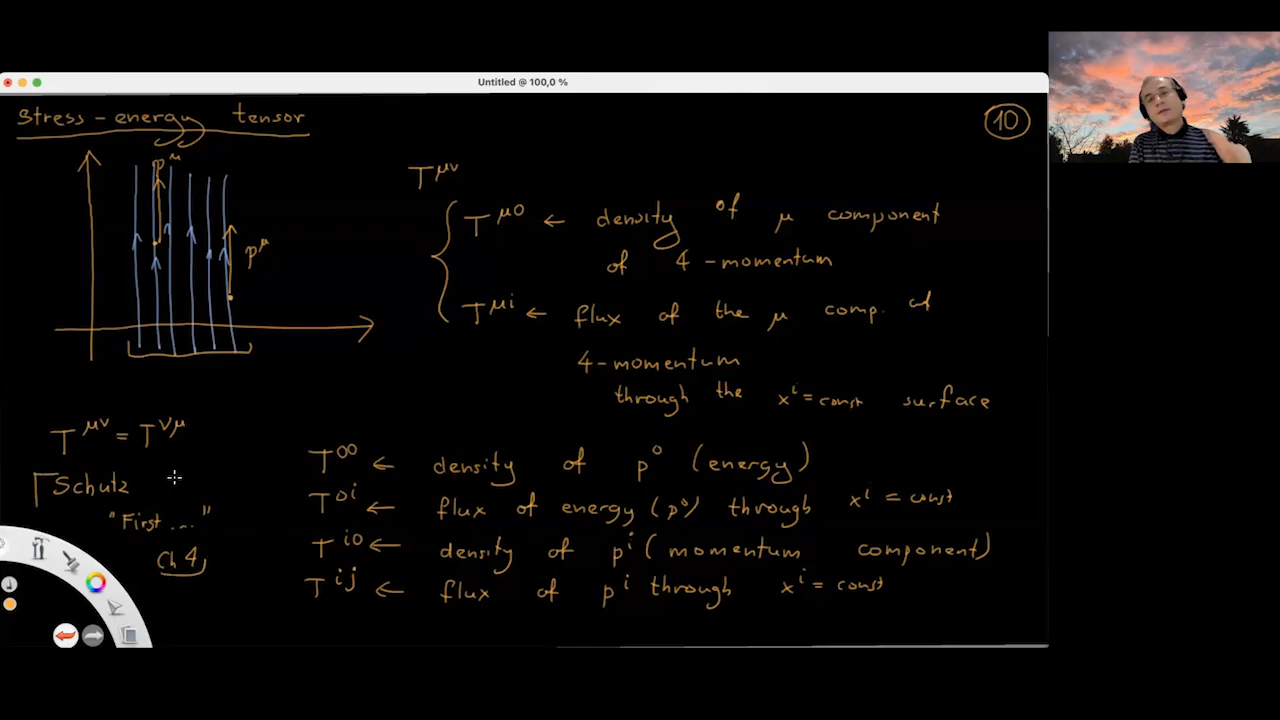 Untitled @ 100,0 %
Stress-energy tensor
10
p^μ
p^μ
T^μν
T^μ0 ← density of μ component
of 4-momentum
T^μi ← flux of the μ comp. of
4-momentum
through the x^i = const surface
T^μν = T^νμ
Schutz
"First ..."
Ch 4
T^00 ← density of p^0 (energy)
T^0i ← flux of energy (p^0) through x^i = const
T^i0 ← density of p^i (momentum component)
T^ij ← flux of p^i through x^i = const